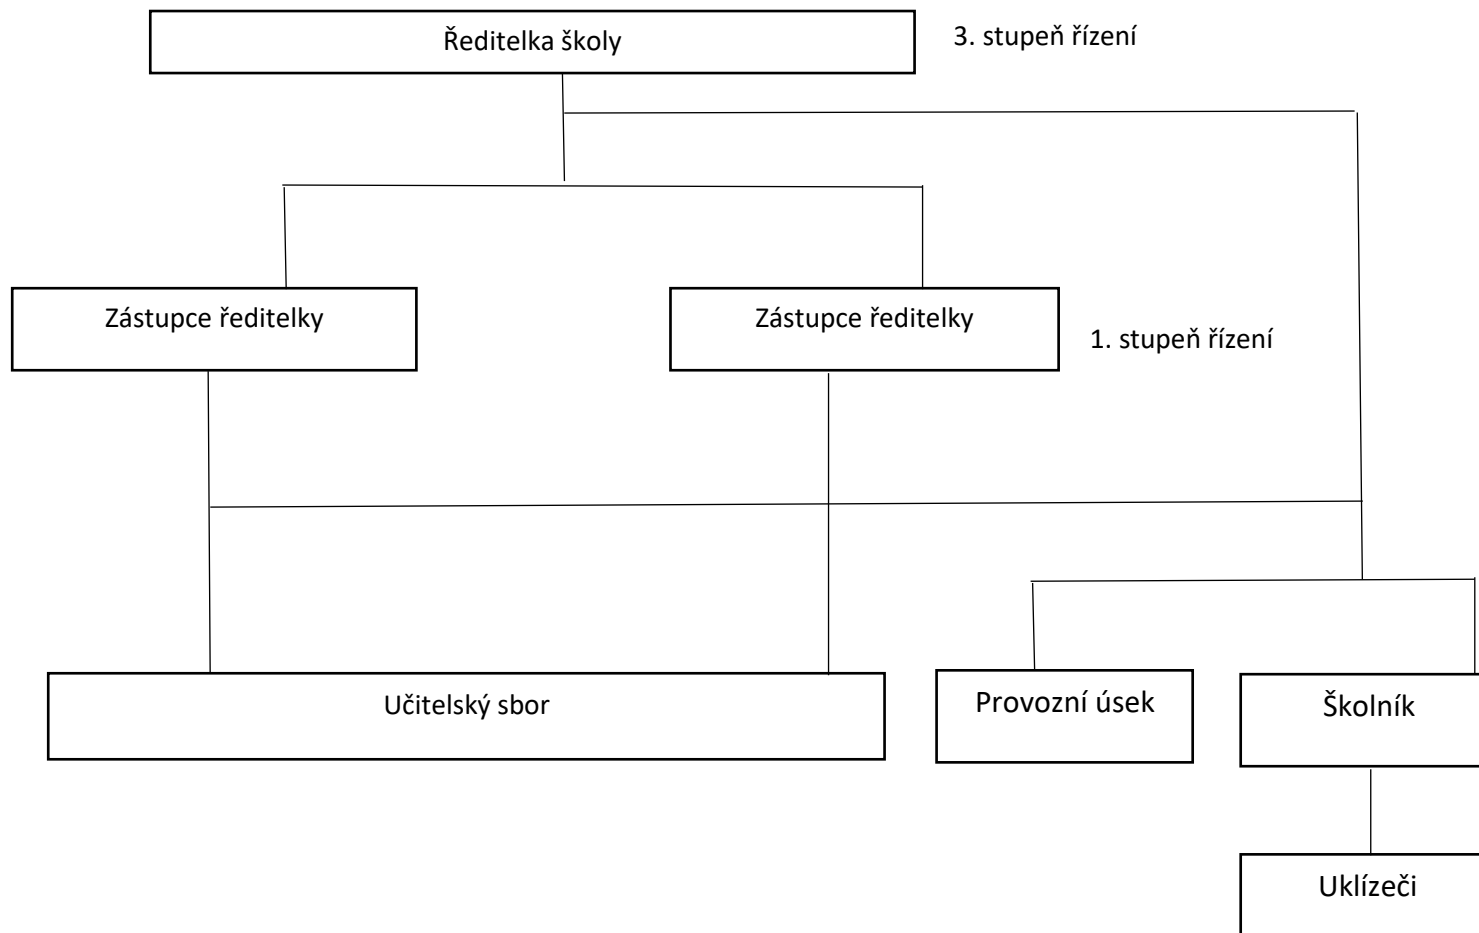 Ředitelka školy
3. stupeň řízení
Zástupce ředitelky
Zástupce ředitelky
1. stupeň řízení
Učitelský sbor
Provozní úsek
Školník
Uklízeči